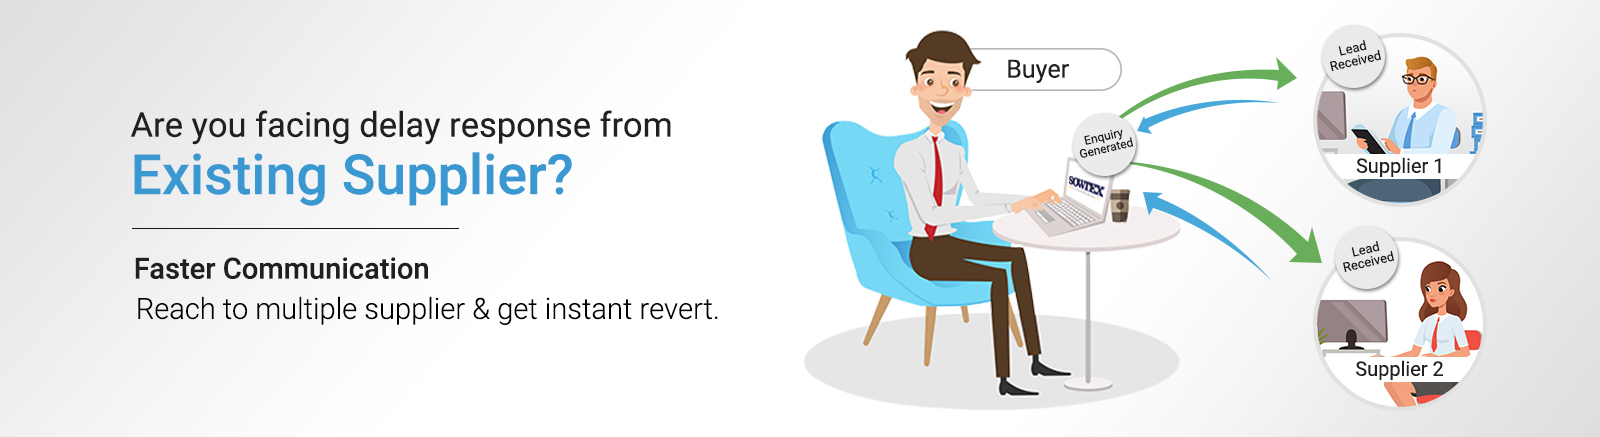 Are you facing delay response from
Existing Supplier?
Faster Communication
Reach to multiple supplier & get instant revert.
Buyer
Enquiry
Generated
SOWTEX
Lead
Received
Supplier 1
Lead
Received
Supplier 2